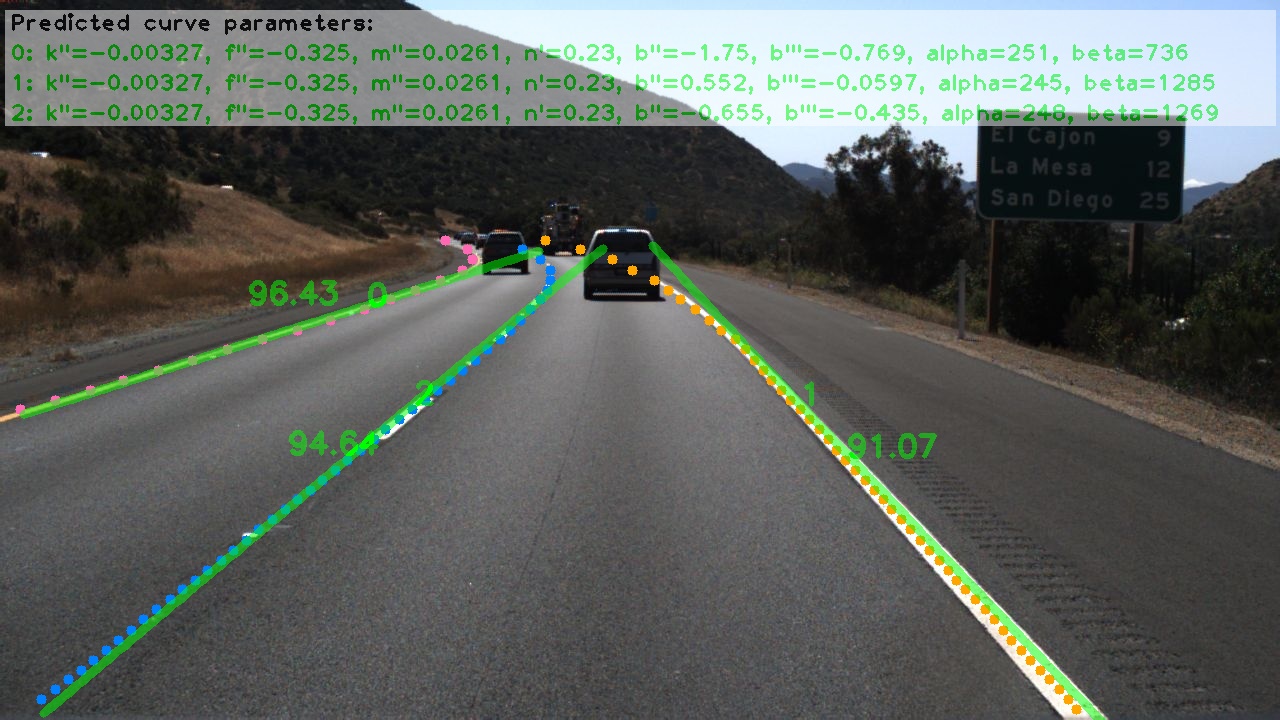 Predicted curve parameters:
0: k''=-0.00327, f''=-0.325, m''=0.0261, n'=0.23, b''=-1.75, b'''=-0.769, alpha=251, beta=736
1: k''=-0.00327, f''=-0.325, m''=0.0261, n'=0.23, b''=0.552, b'''=-0.0597, alpha=245, beta=1285
2: k''=-0.00327, f''=-0.325, m''=0.0261, n'=0.23, b''=-0.655, b'''=-0.435, alpha=248, beta=1269
El Cajon 9
La Mesa 12
San Diego 25
96.43 0
2 1
94.64 91.07